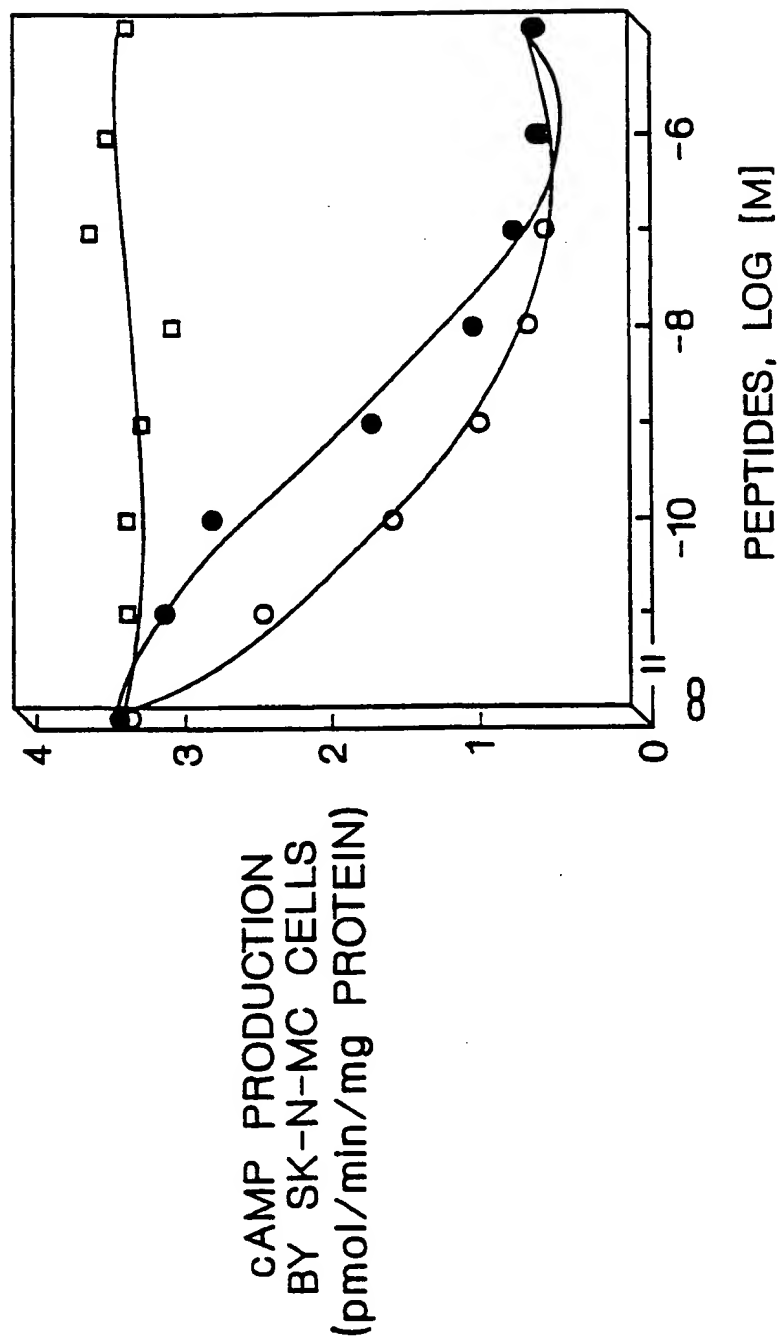 cAMP PRODUCTION
BY SK-N-MC CELLS
(pmol/min/mg PROTEIN)
4
3
2
1
0
∞
-10
-8
-6
PEPTIDES, LOG [M]